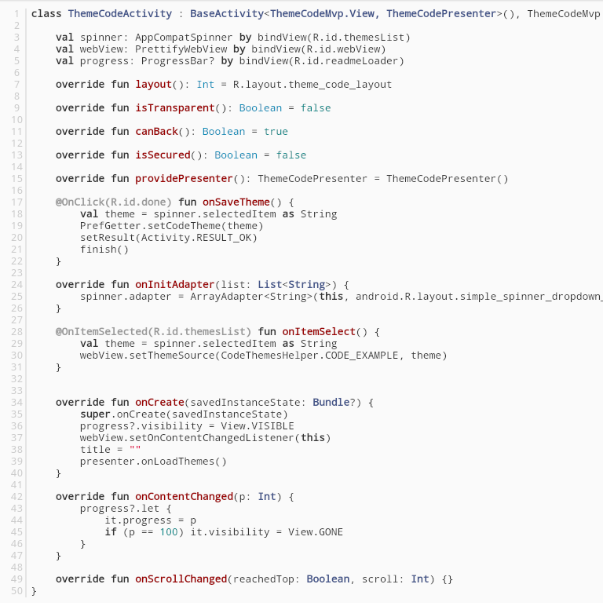 1 class ThemeCodeActivity : BaseActivity<ThemeCodeMvp.View, ThemeCodePresenter>(), ThemeCodeMvp
2
3     val spinner: AppCompatSpinner by bindView(R.id.themesList)
4     val webView: PrettifyWebView by bindView(R.id.webView)
5     val progress: ProgressBar? by bindView(R.id.readmeLoader)
6
7     override fun layout(): Int = R.layout.theme_code_layout
8
9     override fun isTransparent(): Boolean = false
10
11     override fun canBack(): Boolean = true
12
13     override fun isSecured(): Boolean = false
14
15     override fun providePresenter(): ThemeCodePresenter = ThemeCodePresenter()
16
17     @OnClick(R.id.done) fun onSaveTheme() {
18         val theme = spinner.selectedItem as String
19         PrefGetter.setCodeTheme(theme)
20         setResult(Activity.RESULT_OK)
21         finish()
22     }
23
24     override fun onInitAdapter(list: List<String>) {
25         spinner.adapter = ArrayAdapter<String>(this, android.R.layout.simple_spinner_dropdown_
26     }
27
28     @OnItemSelected(R.id.themesList) fun onItemSelect() {
29         val theme = spinner.selectedItem as String
30         webView.setThemeSource(CodeThemesHelper.CODE_EXAMPLE, theme)
31     }
32
33
34     override fun onCreate(savedInstanceState: Bundle?) {
35         super.onCreate(savedInstanceState)
36         progress?.visibility = View.VISIBLE
37         webView.setOnContentChangedListener(this)
38         title = ""
39         presenter.onLoadThemes()
40     }
41
42     override fun onContentChanged(p: Int) {
43         progress?.let {
44             it.progress = p
45             if (p == 100) it.visibility = View.GONE
46         }
47     }
48
49     override fun onScrollChanged(reachedTop: Boolean, scroll: Int) {}
50 }